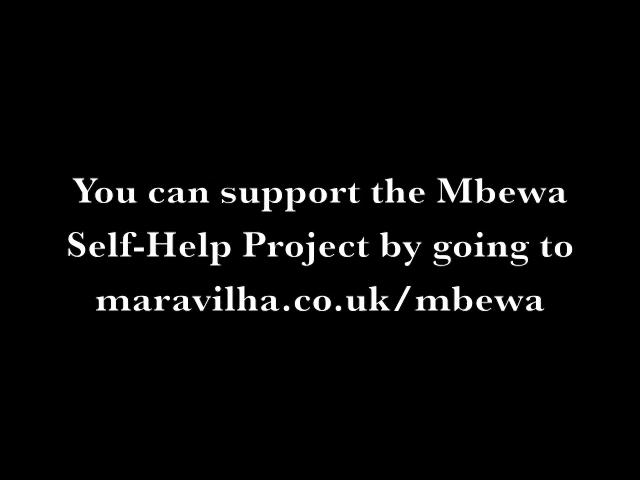 You can support the Mbewa
Self-Help Project by going to
maravilha.co.uk/mbewa